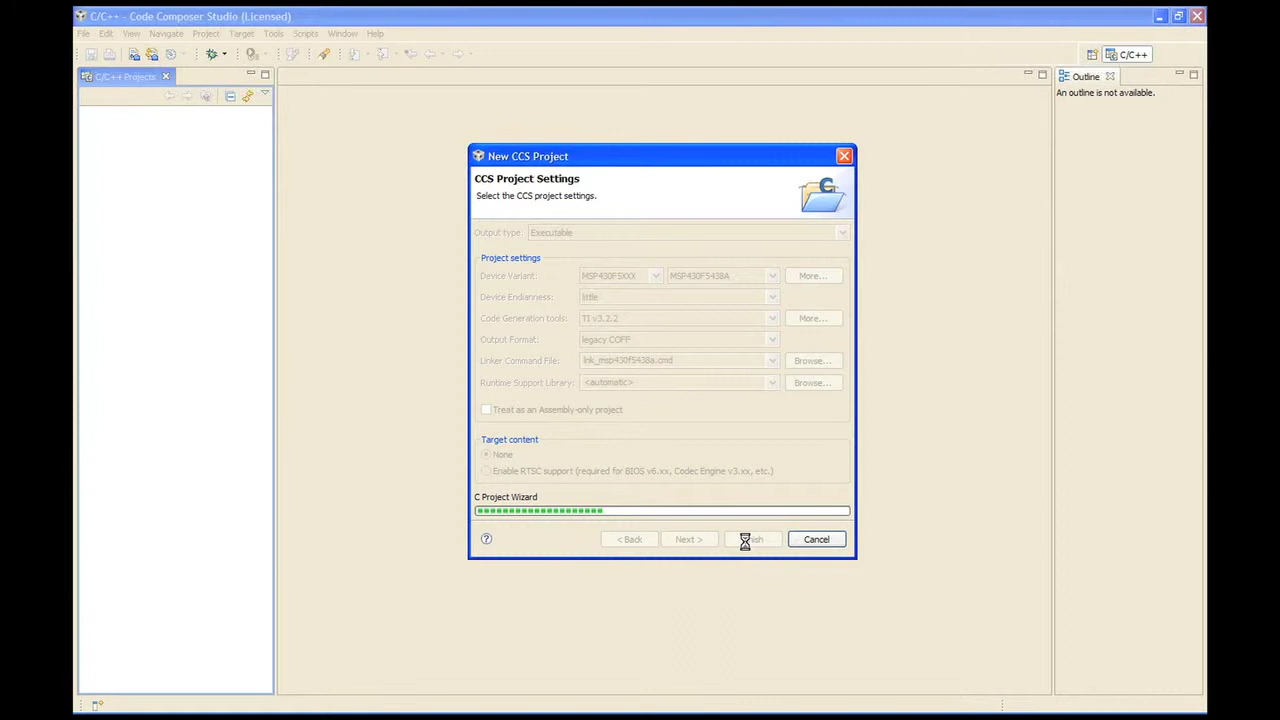 C/C++ - Code Composer Studio (Licensed)
File Edit View Navigate Project Target Tools Scripts Window Help
C/C++
C/C++ Projects
Outline
An outline is not available.
New CCS Project
CCS Project Settings
Select the CCS project settings.
Output type: Executable
Project settings
Device Variant: MSP430F5XXX MSP430F5438A More...
Device Endianness: little
Code Generation tools: TI v3.2.2 More...
Output Format: legacy COFF
Linker Command File: lnk_msp430f5438a.cmd Browse...
Runtime Support Library: <automatic> Browse...
Treat as an Assembly-only project
Target content
None
Enable RTSC support (required for BIOS v6.xx, Codec Engine v3.xx, etc.)
C Project Wizard
< Back Next > Cancel